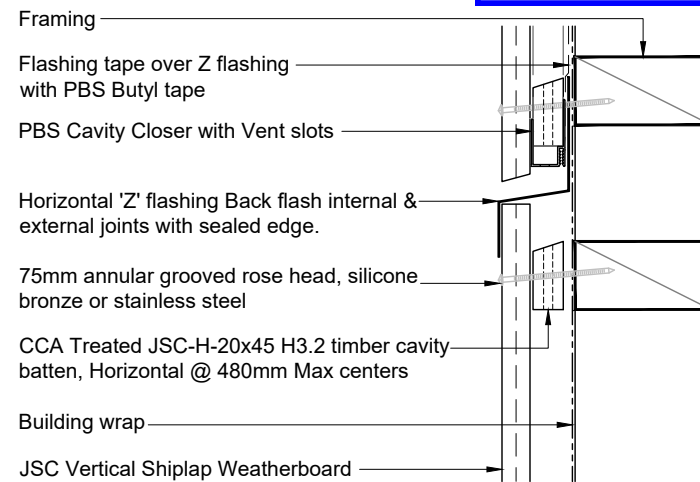 Framing
Flashing tape over Z flashing
with PBS Butyl tape
PBS Cavity Closer with Vent slots
Horizontal 'Z' flashing Back flash internal &
external joints with sealed edge.
75mm annular grooved rose head, silicone
bronze or stainless steel
CCA Treated JSC-H-20x45 H3.2 timber cavity
batten, Horizontal @ 480mm Max centers
Building wrap
JSC Vertical Shiplap Weatherboard